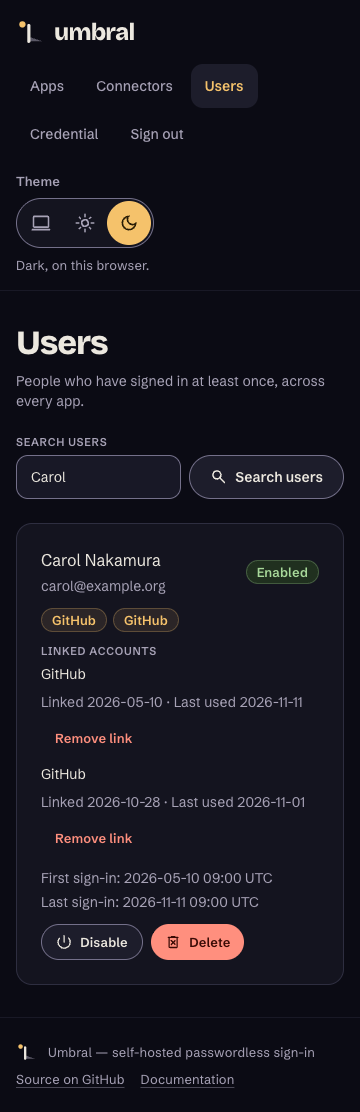 umbral
Apps Connectors Users
Credential Sign out
Theme
Dark, on this browser.
Users
People who have signed in at least once, across
every app.
SEARCH USERS
Carol Search users
Carol Nakamura
carol@example.org
Enabled
GitHub GitHub
LINKED ACCOUNTS
GitHub
Linked 2026-05-10 · Last used 2026-11-11
Remove link
GitHub
Linked 2026-10-28 · Last used 2026-11-01
Remove link
First sign-in: 2026-05-10 09:00 UTC
Last sign-in: 2026-11-11 09:00 UTC
Disable Delete
Umbral — self-hosted passwordless sign-in
Source on GitHub Documentation